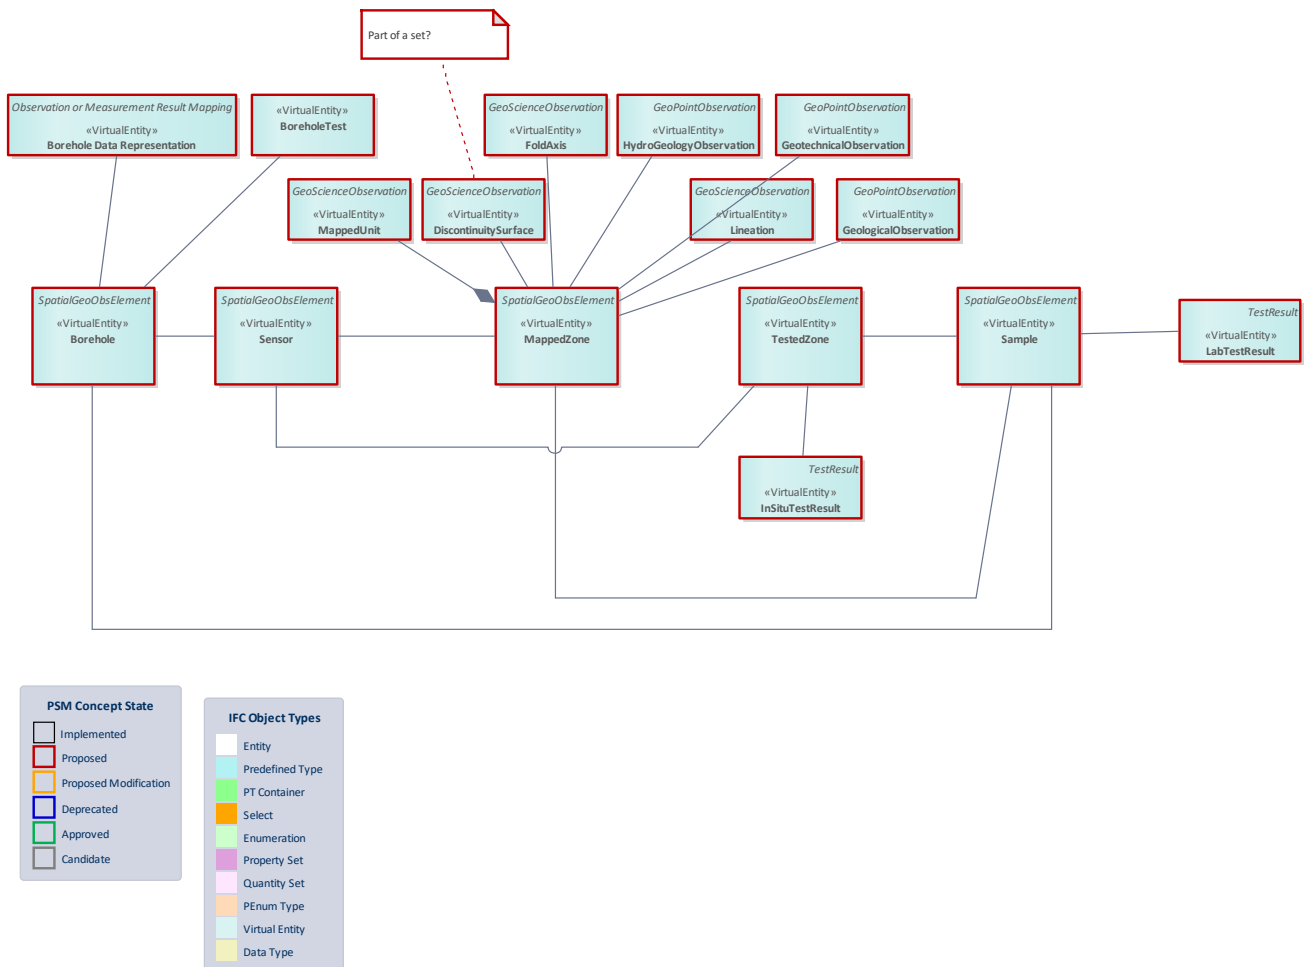 Part of a set?
Observation or Measurement Result Mapping
«VirtualEntity»
Borehole Data Representation
«VirtualEntity»
BoreholeTest
GeoScienceObservation
«VirtualEntity»
FoldAxis
GeoPointObservation
«VirtualEntity»
HydroGeologyObservation
GeoPointObservation
«VirtualEntity»
GeotechnicalObservation
GeoScienceObservation
«VirtualEntity»
MappedUnit
GeoScienceObservation
«VirtualEntity»
DiscontinuitySurface
GeoScienceObservation
«VirtualEntity»
Lineation
GeoPointObservation
«VirtualEntity»
GeologicalObservation
SpatialGeoObsElement
«VirtualEntity»
Borehole
SpatialGeoObsElement
«VirtualEntity»
Sensor
SpatialGeoObsElement
«VirtualEntity»
MappedZone
SpatialGeoObsElement
«VirtualEntity»
TestedZone
SpatialGeoObsElement
«VirtualEntity»
Sample
TestResult
«VirtualEntity»
LabTestResult
TestResult
«VirtualEntity»
InSituTestResult
PSM Concept State
Implemented
Proposed
Proposed Modification
Deprecated
Approved
Candidate
IFC Object Types
Entity
Predefined Type
PT Container
Select
Enumeration
Property Set
Quantity Set
PEnum Type
Virtual Entity
Data Type